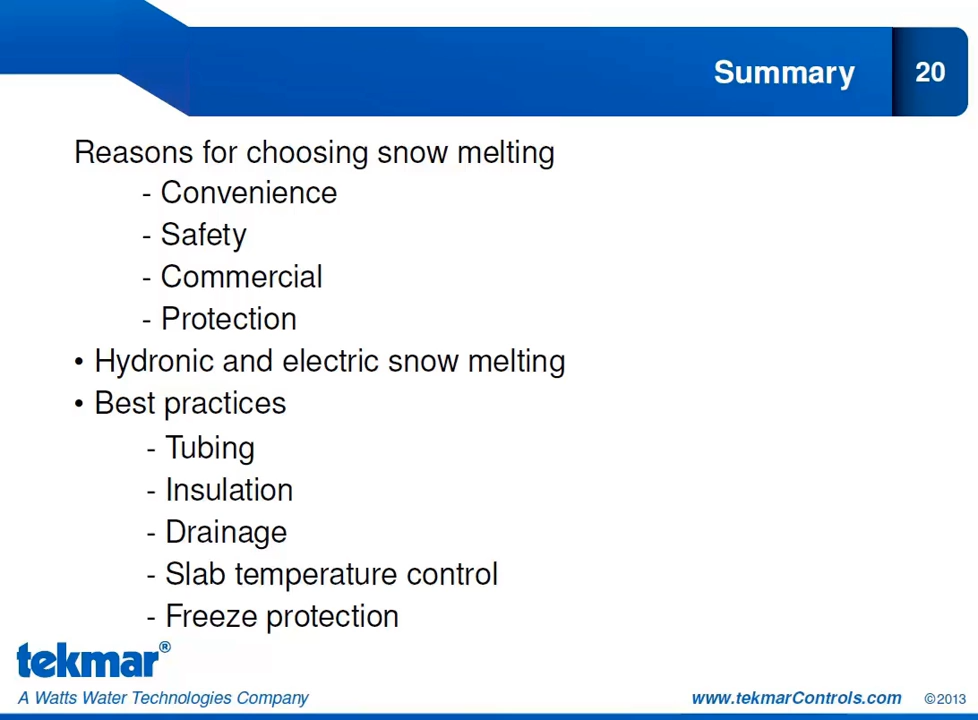 Summary
20
Reasons for choosing snow melting
- Convenience
- Safety
- Commercial
- Protection
• Hydronic and electric snow melting
• Best practices
- Tubing
- Insulation
- Drainage
- Slab temperature control
- Freeze protection
tekmar®
A Watts Water Technologies Company
www.tekmarControls.com ©2013